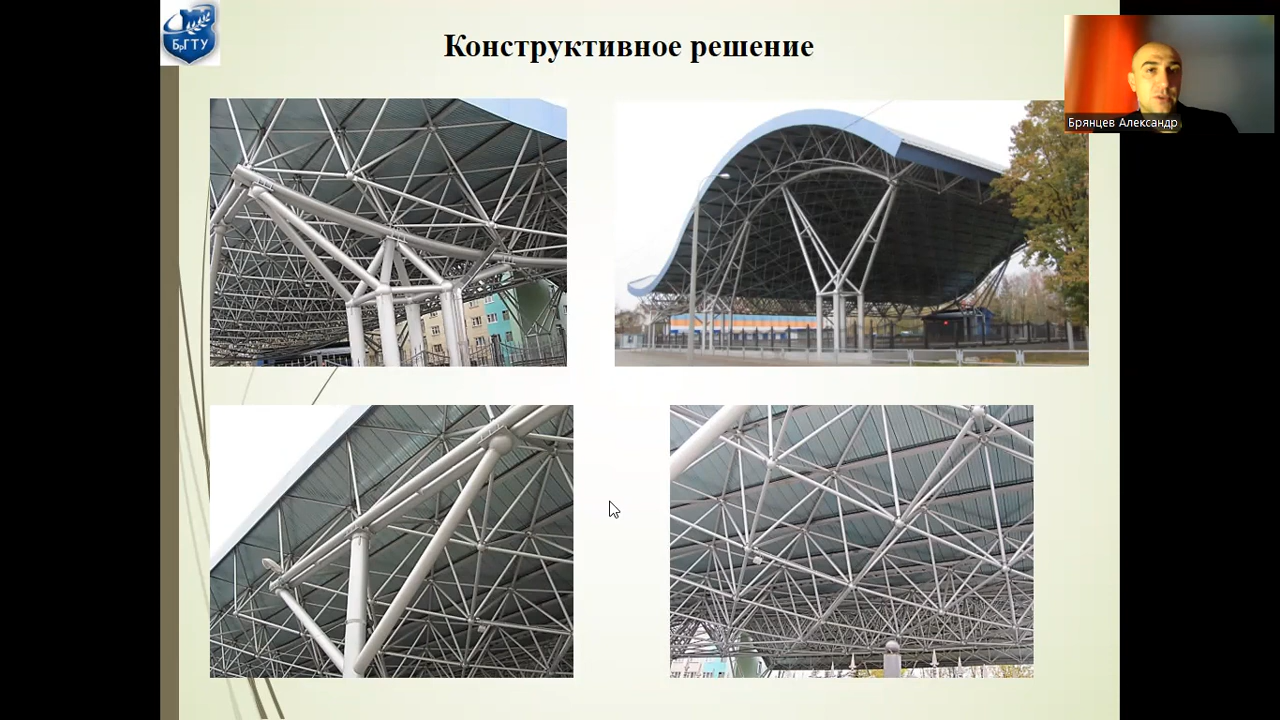 БрГТУ
Конструктивное решение
Брянцев Александр